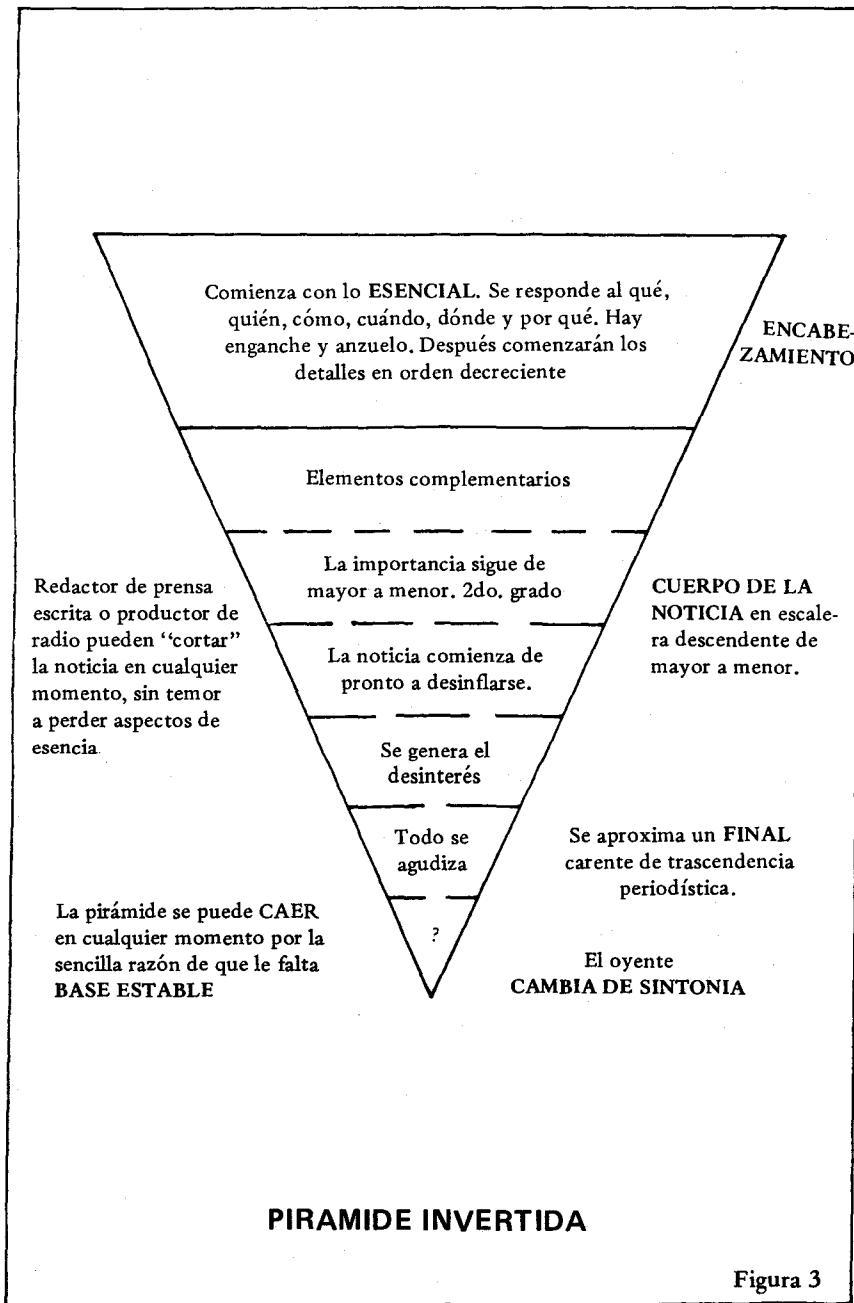 Comienza con lo ESENCIAL. Se responde al qué,
quién, cómo, cuándo, dónde y por qué. Hay
enganche y anzuelo. Después comenzarán los
detalles en orden decreciente
ENCABE-
ZAMIENTO
Elementos complementarios
La importancia sigue de
mayor a menor. 2do. grado
Redactor de prensa
escrita o productor de
radio pueden “cortar”
la noticia en cualquier
momento, sin temor
a perder aspectos de
esencia.
CUERPO DE LA
NOTICIA en escale-
ra descendente de
mayor a menor.
La noticia comienza de
pronto a desinflarse.
Se genera el
desinterés
Todo se
agudiza
Se aproxima un FINAL
carente de trascendencia
periodística.
La pirámide se puede CAER
en cualquier momento por la
sencilla razón de que le falta
BASE ESTABLE
?
El oyente
CAMBIA DE SINTONIA
PIRAMIDE INVERTIDA
Figura 3